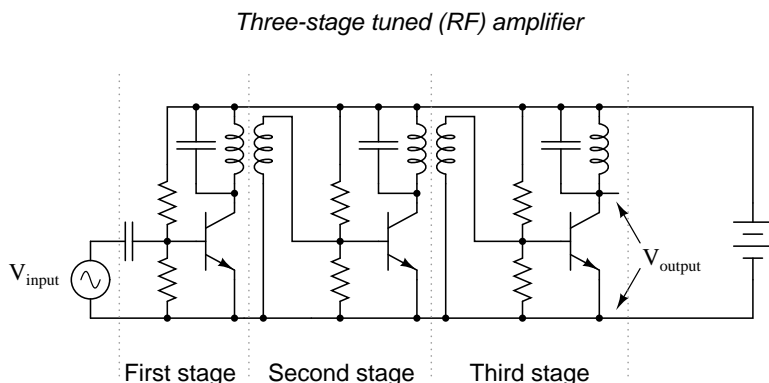 Three-stage tuned (RF) amplifier
Vinput
Voutput
First stage
Second stage
Third stage